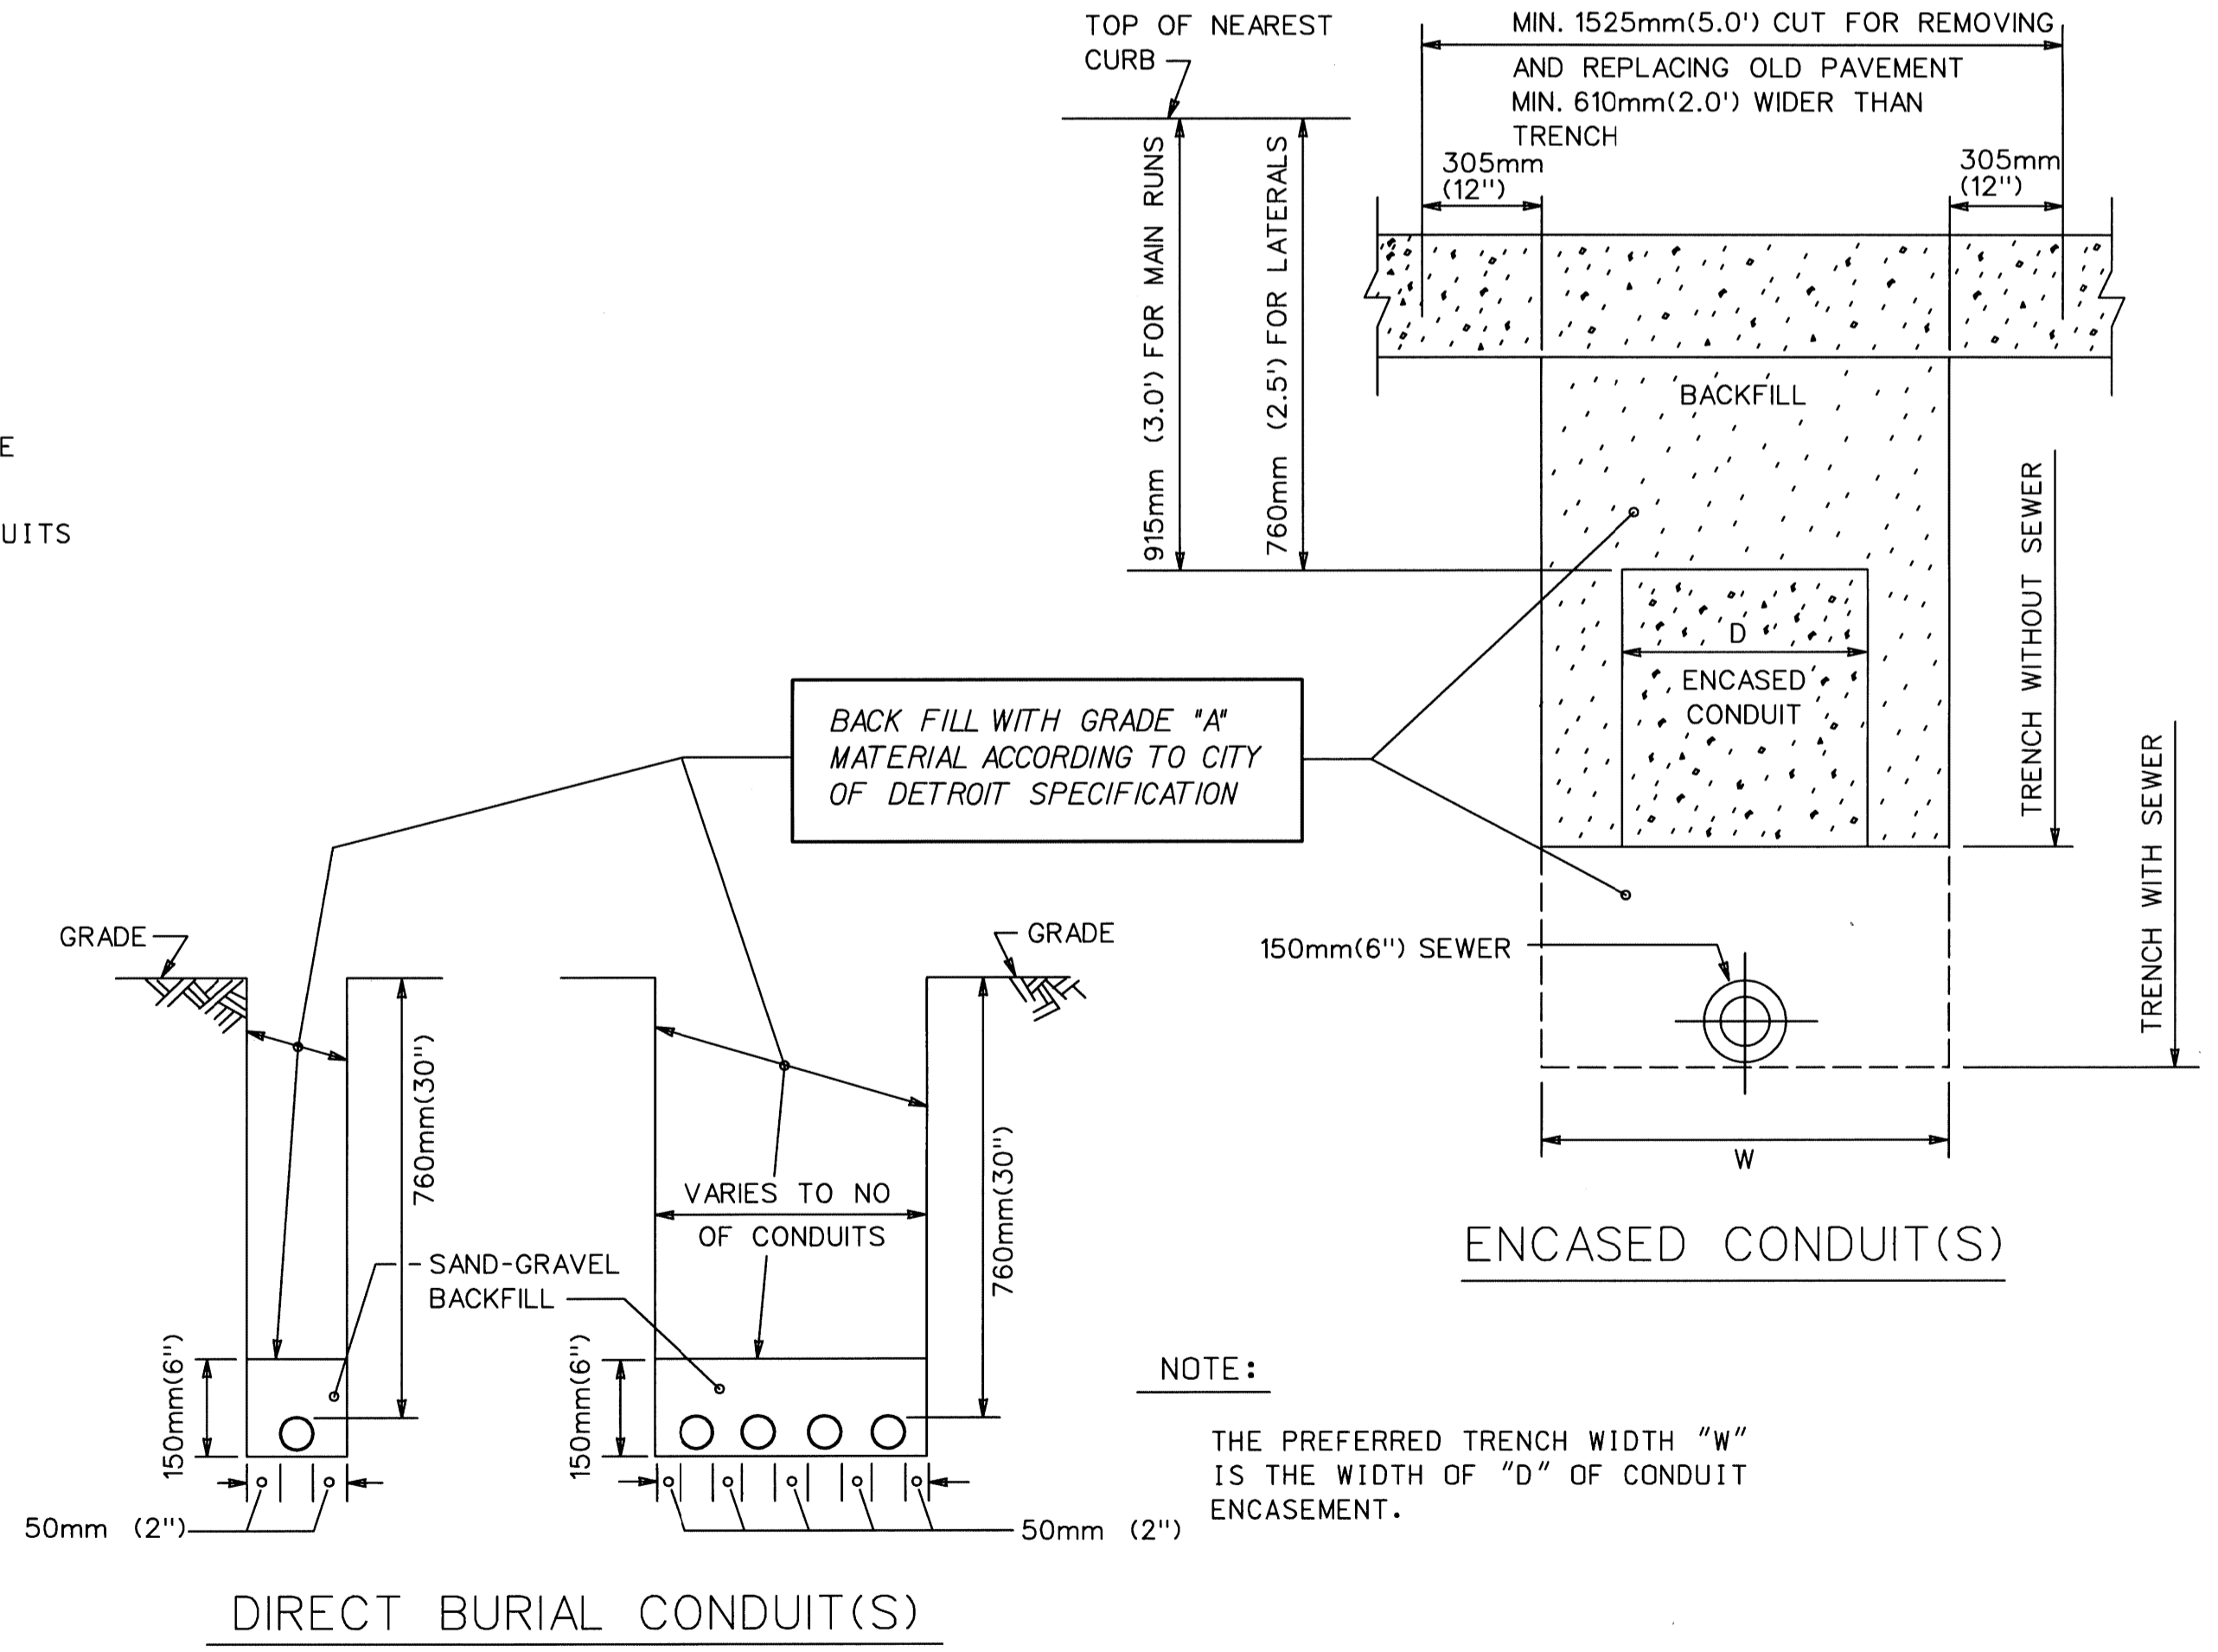 TOP OF NEAREST
CURB
MIN. 1525mm(5.0') CUT FOR REMOVING
AND REPLACING OLD PAVEMENT
MIN. 610mm(2.0') WIDER THAN
TRENCH
305mm
(12")
305mm
(12")
915mm (3.0') FOR MAIN RUNS
760mm (2.5') FOR LATERALS
BACKFILL
E
UITS
D
ENCASED
CONDUIT
TRENCH WITHOUT SEWER
TRENCH WITH SEWER
BACK FILL WITH GRADE "A"
MATERIAL ACCORDING TO CITY
OF DETROIT SPECIFICATION
GRADE
GRADE
150mm(6") SEWER
760mm(30")
760mm(30")
W
VARIES TO NO
OF CONDUITS
SAND-GRAVEL
BACKFILL
150mm(6")
150mm(6")
50mm (2")
50mm (2")
ENCASED CONDUIT(S)
NOTE:
THE PREFERRED TRENCH WIDTH "W"
IS THE WIDTH OF "D" OF CONDUIT
ENCASEMENT.
DIRECT BURIAL CONDUIT(S)